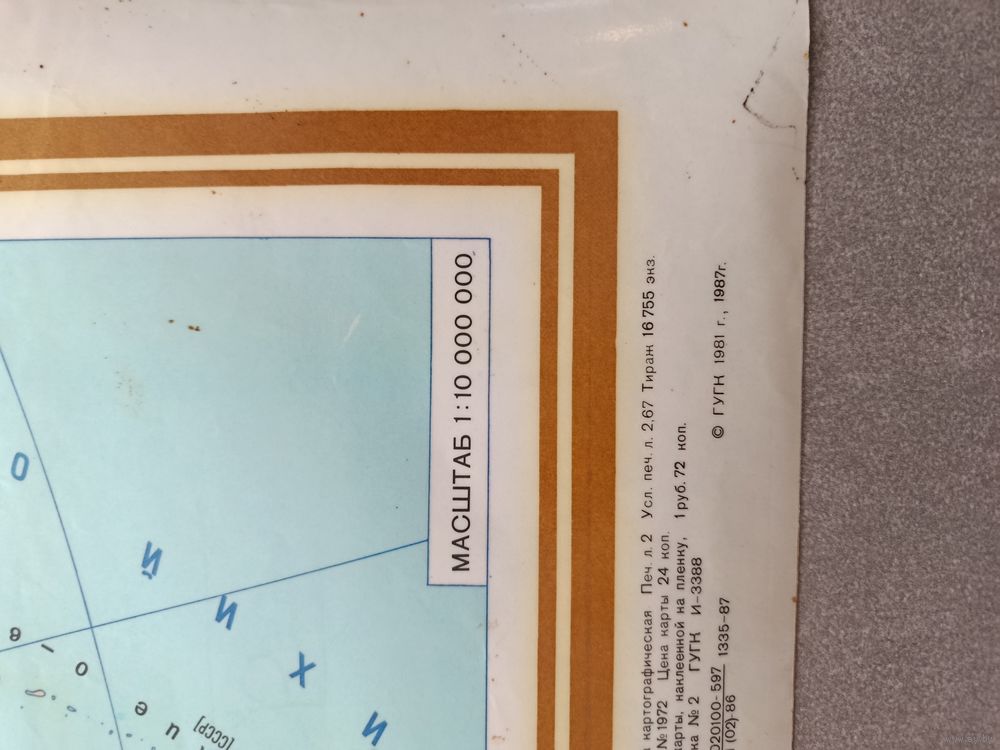 МАСШТАБ 1:10 000 000
картографическая Печ. л. 2 Усл. печ. л. 2,67 Тираж 16 755 экз.
№ 1972 Цена карты 24 коп.
карты, наклеенной на пленку, 1 руб. 72 коп.
№ 2 ГУГК И-3388
020100-597 1335-87
(02)-86
© ГУГК 1981 г., 1987г.
О
Й
И
Х
И
[СССР]